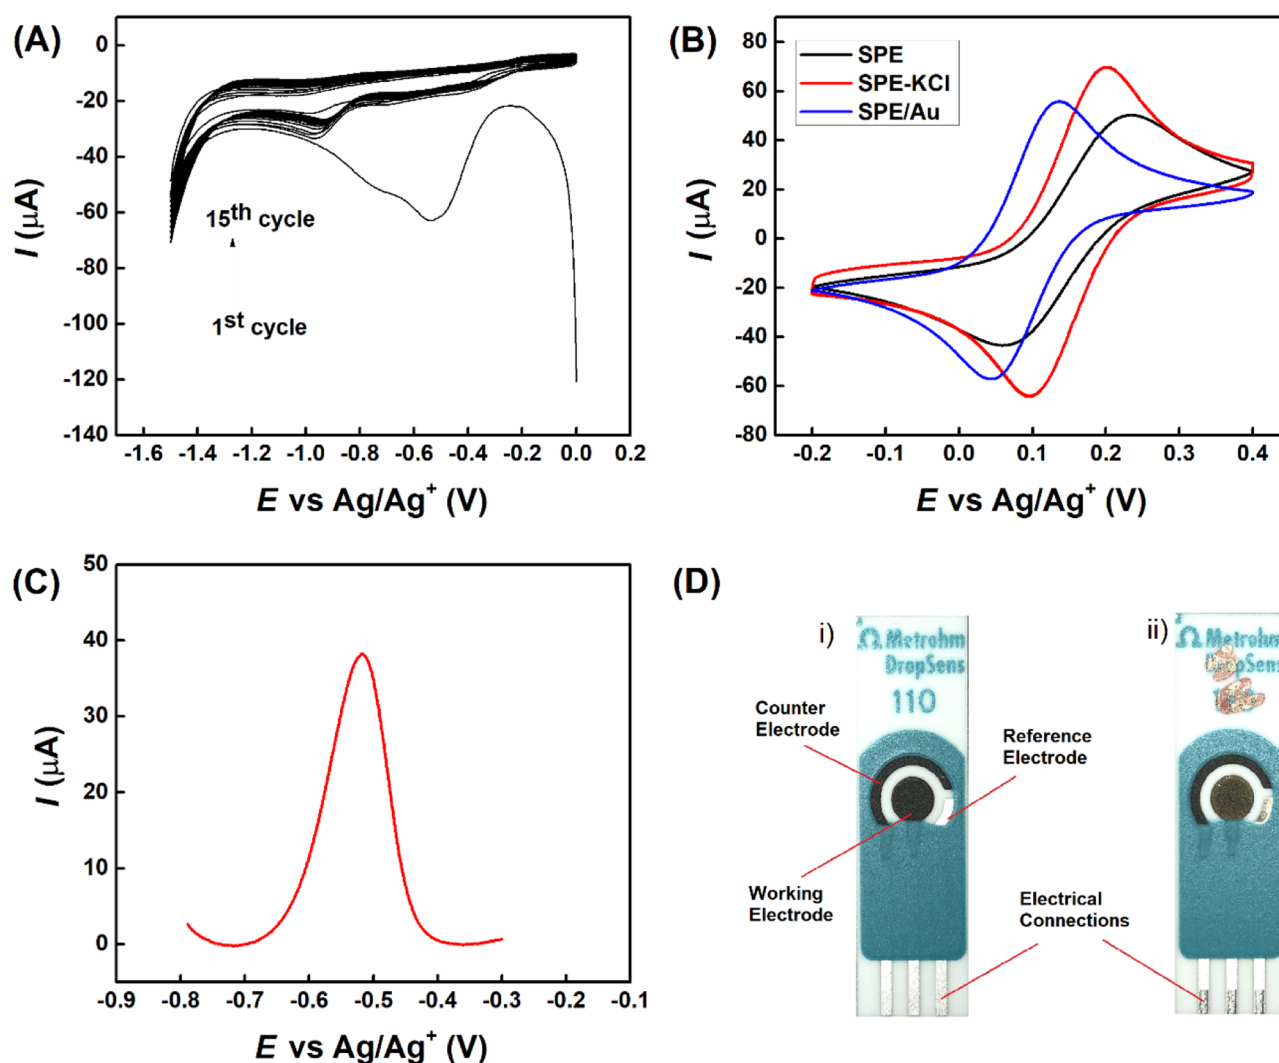 (A)
0
-20
-40
-60
-80
-100
-120
-140
I (µA)
15th cycle
1st cycle
-1.6 -1.4 -1.2 -1.0 -0.8 -0.6 -0.4 -0.2 0.0 0.2
E vs Ag/Ag+ (V)
(B)
80
60
40
20
0
-20
-40
-60
-80
I (µA)
SPE
SPE-KCl
SPE/Au
-0.2 0.0 0.1 0.2 0.3 0.4
E vs Ag/Ag+ (V)
(C)
50
40
30
20
10
0
I (µA)
-0.9 -0.8 -0.7 -0.6 -0.5 -0.4 -0.3 -0.2 -0.1
E vs Ag/Ag+ (V)
(D)
i)
Metrohm
DropSens
110
Counter
Electrode
Reference
Electrode
Working
Electrode
Electrical
Connections
ii)
Metrohm
DropSens